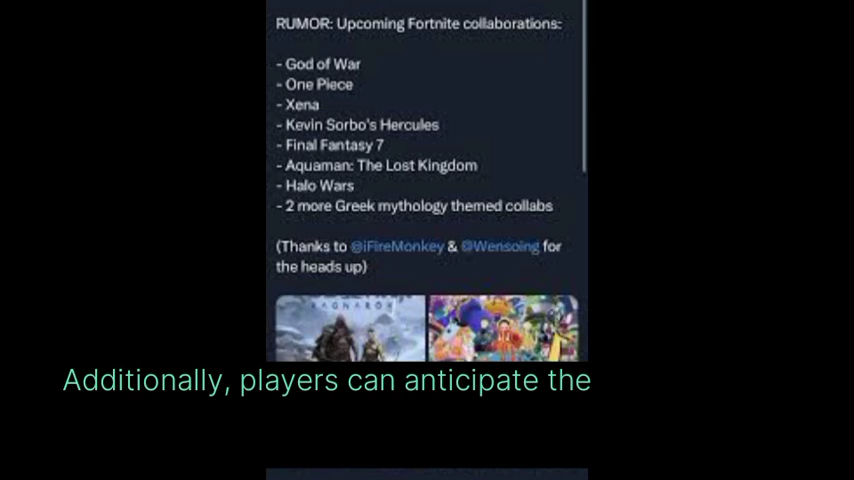 RUMOR: Upcoming Fortnite collaborations:
- God of War
- One Piece
- Xena
- Kevin Sorbo's Hercules
- Final Fantasy 7
- Aquaman: The Lost Kingdom
- Halo Wars
- 2 more Greek mythology themed collabs
(Thanks to @iFireMonkey & @Wensoing for
the heads up)
RAGNARÖK
Additionally, players can anticipate the